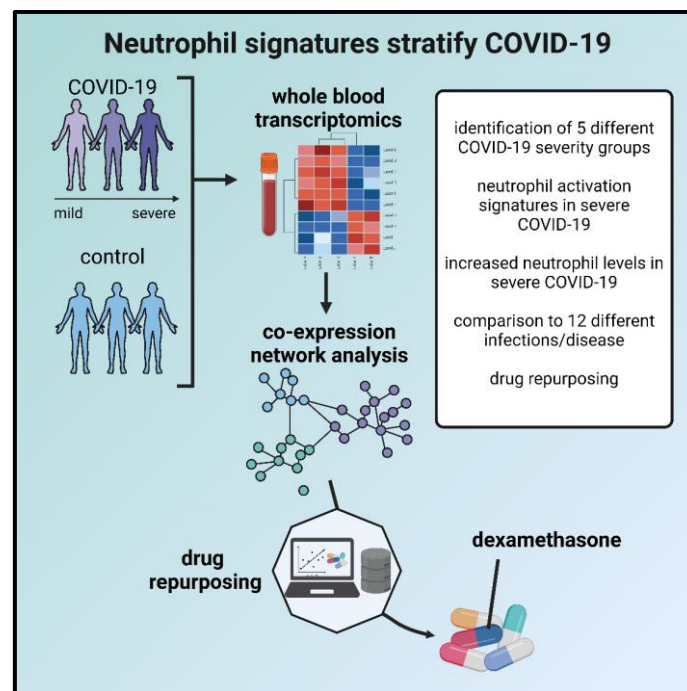 Neutrophil signatures stratify COVID-19
COVID-19
mild
severe
control
whole blood
transcriptomics
co-expression
network analysis
drug
repurposing
dexamethasone
identification of 5 different
COVID-19 severity groups
neutrophil activation
signatures in severe
COVID-19
increased neutrophil levels in
severe COVID-19
comparison to 12 different
infections/disease
drug repurposing